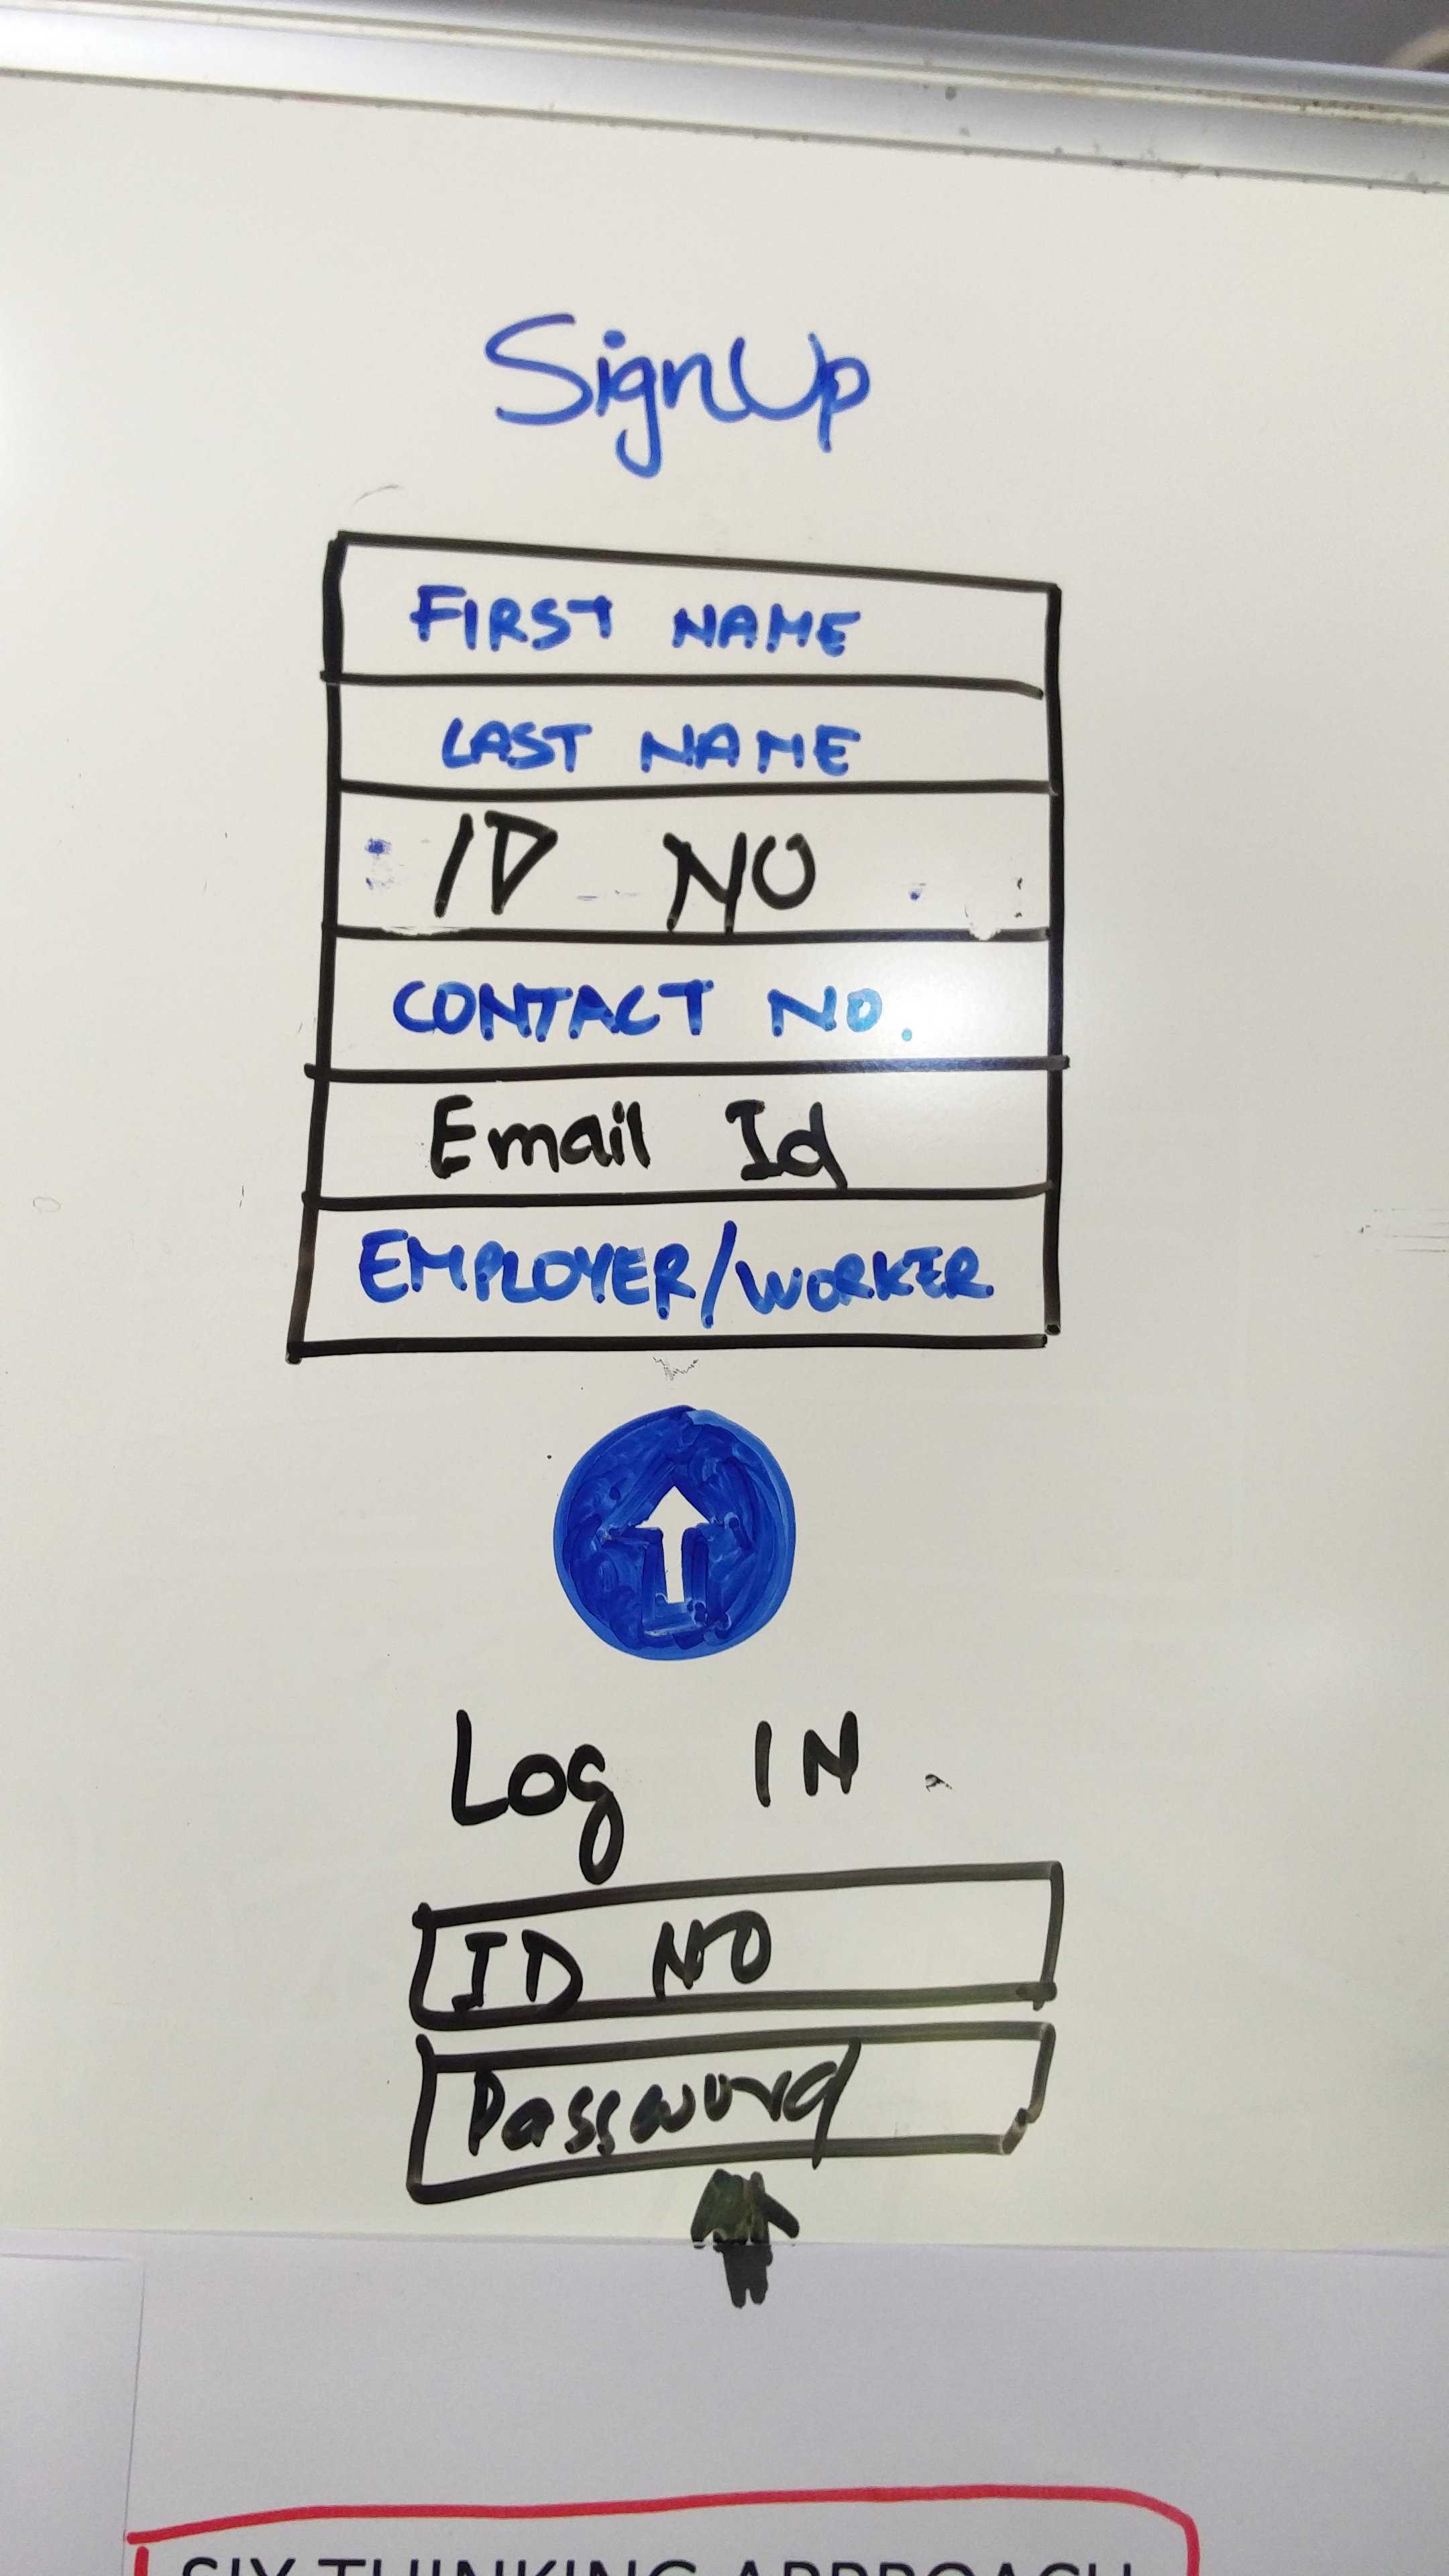 SignUp
FIRST NAME
LAST NAME
ID NO
CONTACT NO.
Email Id
EMPLOYER/WORKER
Log IN
ID NO
Password
SIX THINKING APPROACH